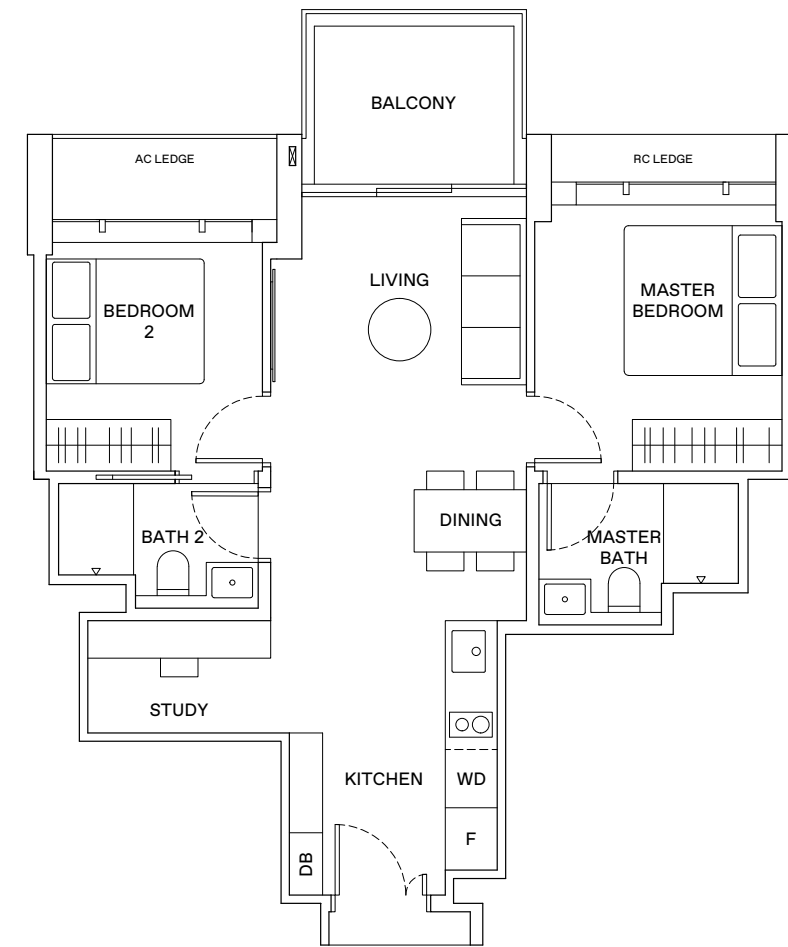 BALCONY
AC LEDGE
RC LEDGE
LIVING
BEDROOM
2
MASTER
BEDROOM
DINING
BATH 2
MASTER
BATH
STUDY
KITCHEN
WD
F
DB